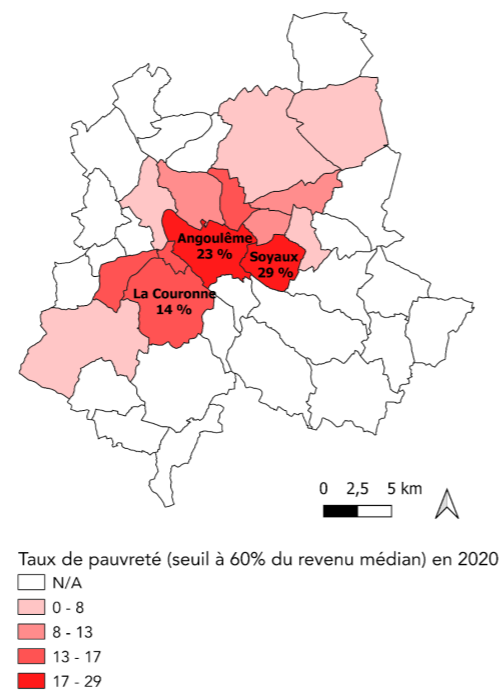 Angoulême
23 %
Soyaux
29 %
La Couronne
14 %
0 2,5 5 km
Taux de pauvreté (seuil à 60% du revenu médian) en 2020
N/A
0 - 8
8 - 13
13 - 17
17 - 29